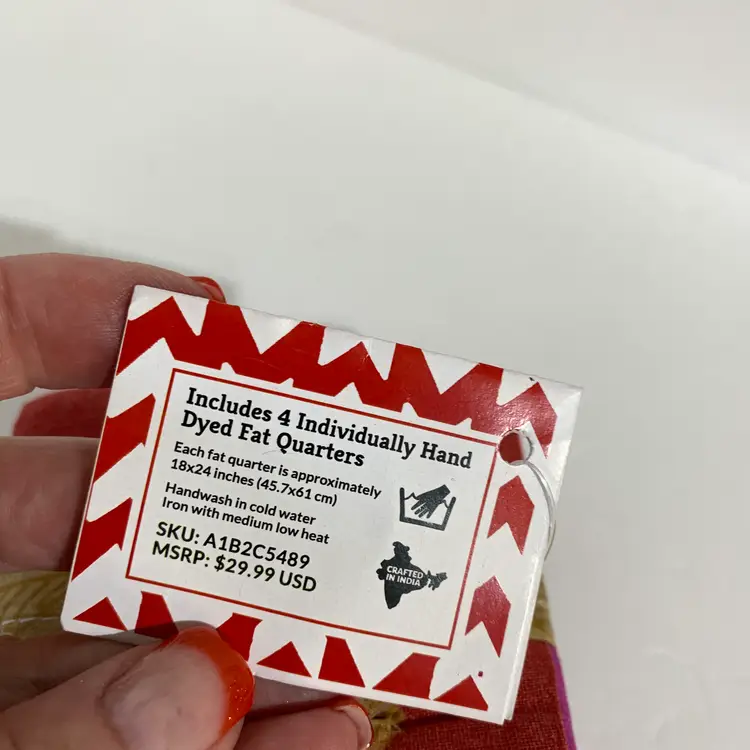 Includes 4 Individually Hand
Dyed Fat Quarters
Each fat quarter is approximately
18x24 inches (45.7x61 cm)
Handwash in cold water
Iron with medium low heat
SKU: A1B2C5489
MSRP: $29.99 USD
CRAFTED
IN INDIA